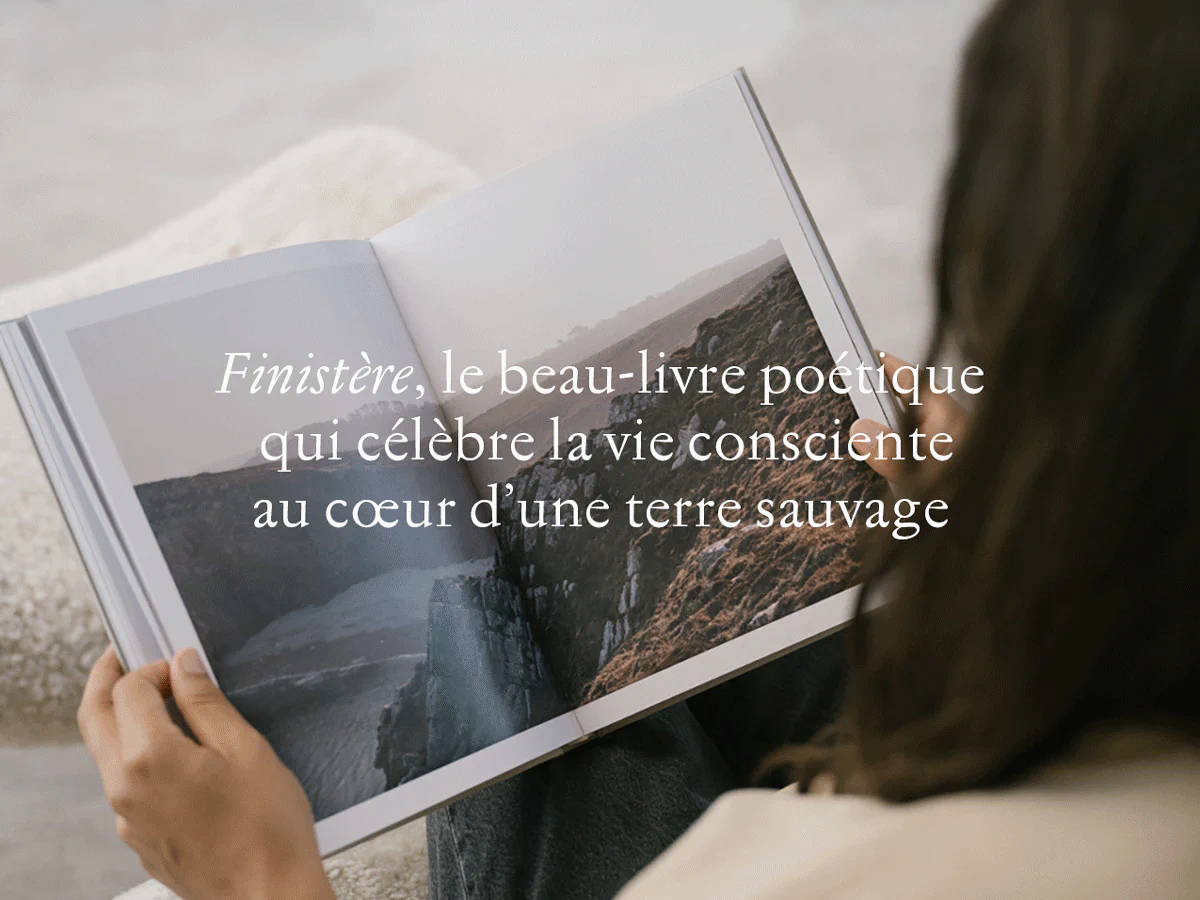 Finistère, le beau-livre poétique
qui célèbre la vie consciente
au cœur d’une terre sauvage